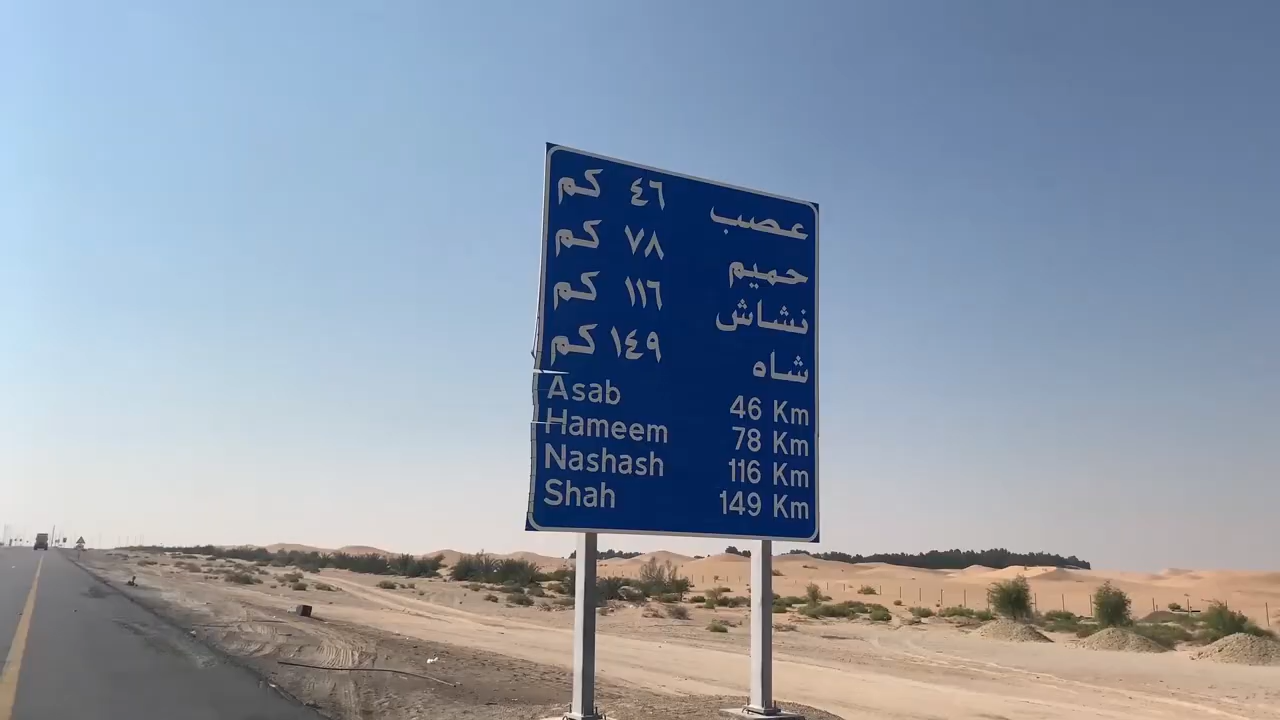 عصب ٤٦ كم
حميم ٧٨ كم
نشاش ١١٦ كم
شاه ١٤٩ كم
Asab 46 Km
Hameem 78 Km
Nashash 116 Km
Shah 149 Km